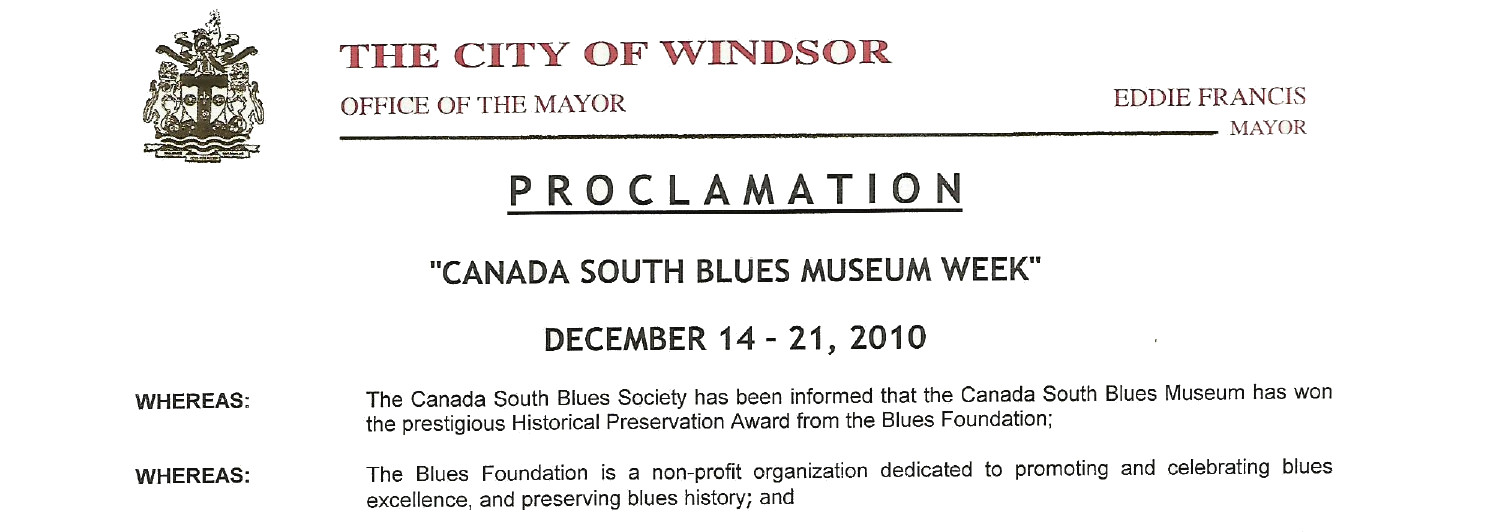 THE CITY OF WINDSOR
OFFICE OF THE MAYOR
EDDIE FRANCIS
MAYOR
PROCLAMATION
"CANADA SOUTH BLUES MUSEUM WEEK"
DECEMBER 14 - 21, 2010
WHEREAS: The Canada South Blues Society has been informed that the Canada South Blues Museum has won
the prestigious Historical Preservation Award from the Blues Foundation;
WHEREAS: The Blues Foundation is a non-profit organization dedicated to promoting and celebrating blues
excellence, and preserving blues history; and